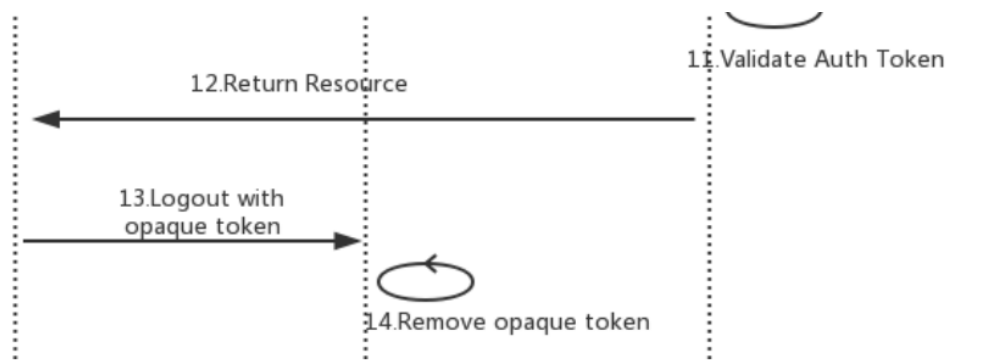 11.Validate Auth Token
12.Return Resource
13.Logout with
opaque token
14.Remove opaque token